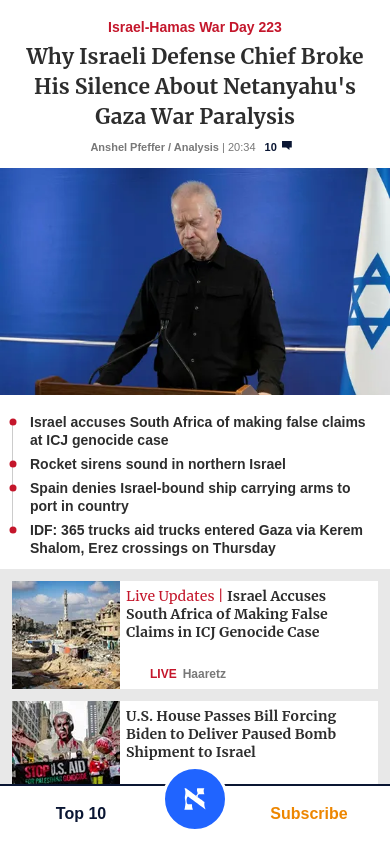 Israel-Hamas War Day 223
Why Israeli Defense Chief Broke
His Silence About Netanyahu's
Gaza War Paralysis
Anshel Pfeffer / Analysis | 20:34 10
Israel accuses South Africa of making false claims
at ICJ genocide case
Rocket sirens sound in northern Israel
Spain denies Israel-bound ship carrying arms to
port in country
IDF: 365 trucks aid trucks entered Gaza via Kerem
Shalom, Erez crossings on Thursday
Live Updates | Israel Accuses
South Africa of Making False
Claims in ICJ Genocide Case
LIVE Haaretz
U.S. House Passes Bill Forcing
Biden to Deliver Paused Bomb
Shipment to Israel
STOP U.S. AID
GENOCIDE
Top 10
Subscribe